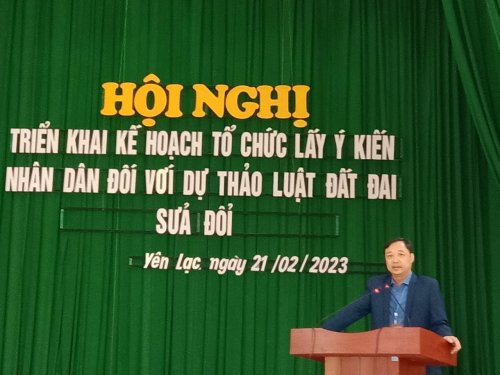 HỘI NGHỊ
TRIỂN KHAI KẾ HOẠCH TỔ CHỨC LẤY Ý KIẾN
NHÂN DÂN ĐỐI VỚI DỰ THẢO LUẬT ĐẤT ĐAI
SƯẢ ĐỔI
Yên Lạc, ngày 21 /02 / 2023